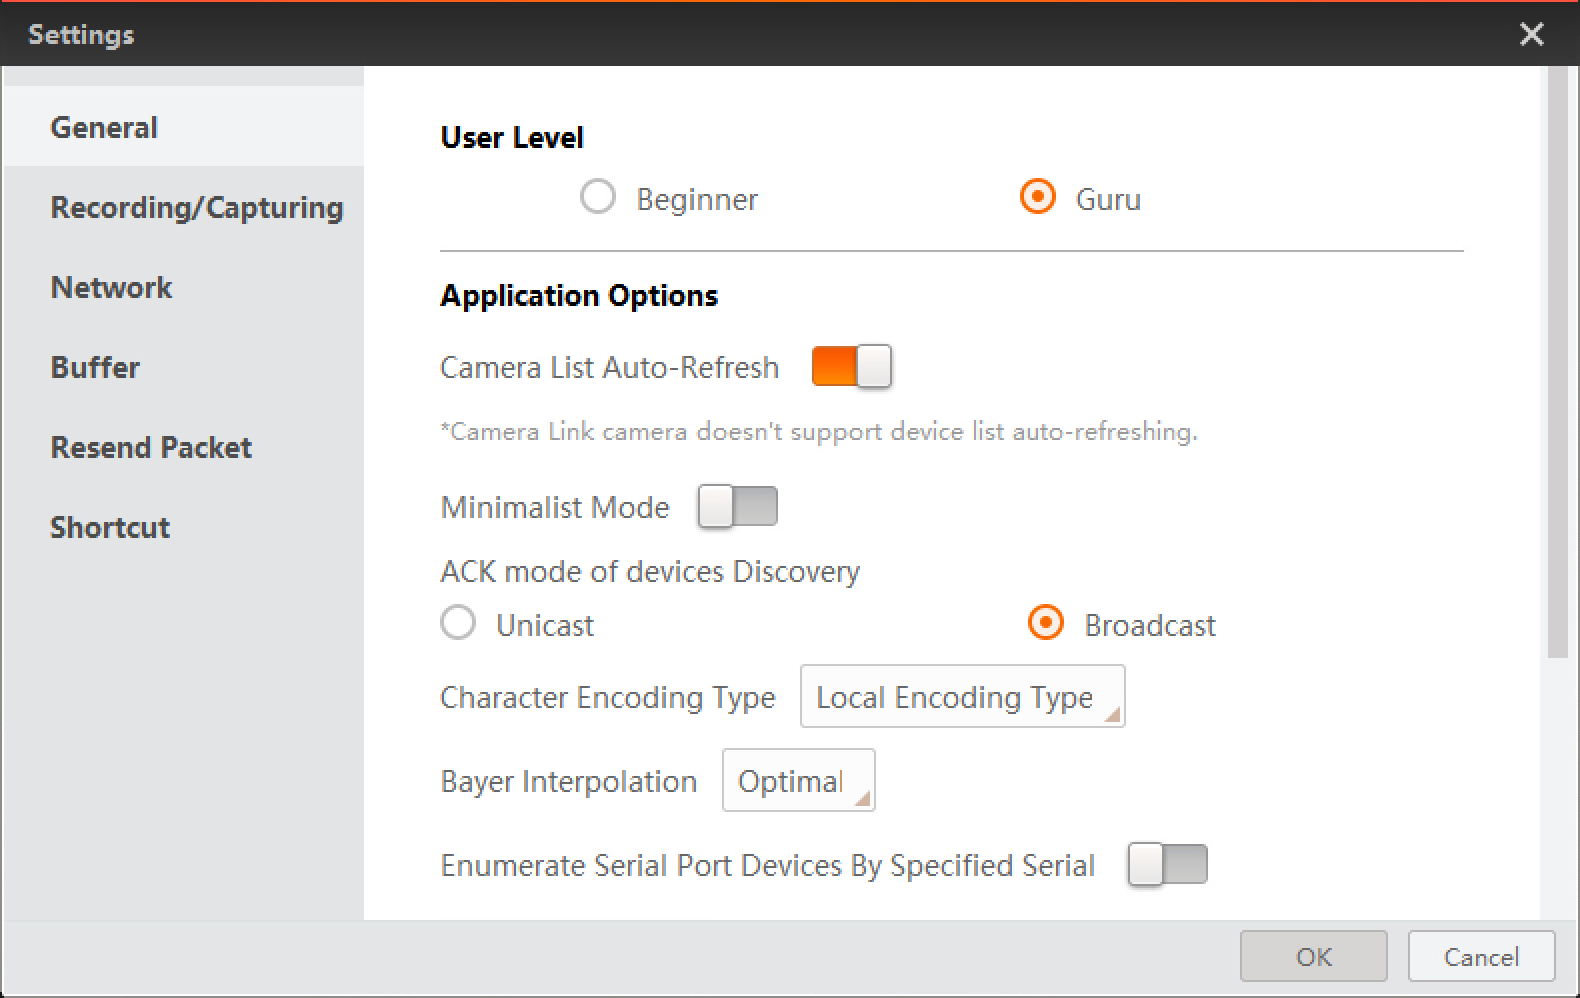 Settings
General
Recording/Capturing
Network
Buffer
Resend Packet
Shortcut
User Level
Beginner
Guru
Application Options
Camera List Auto-Refresh
*Camera Link camera doesn't support device list auto-refreshing.
Minimalist Mode
ACK mode of devices Discovery
Unicast
Broadcast
Character Encoding Type
Local Encoding Type
Bayer Interpolation
Optimal
Enumerate Serial Port Devices By Specified Serial
OK
Cancel